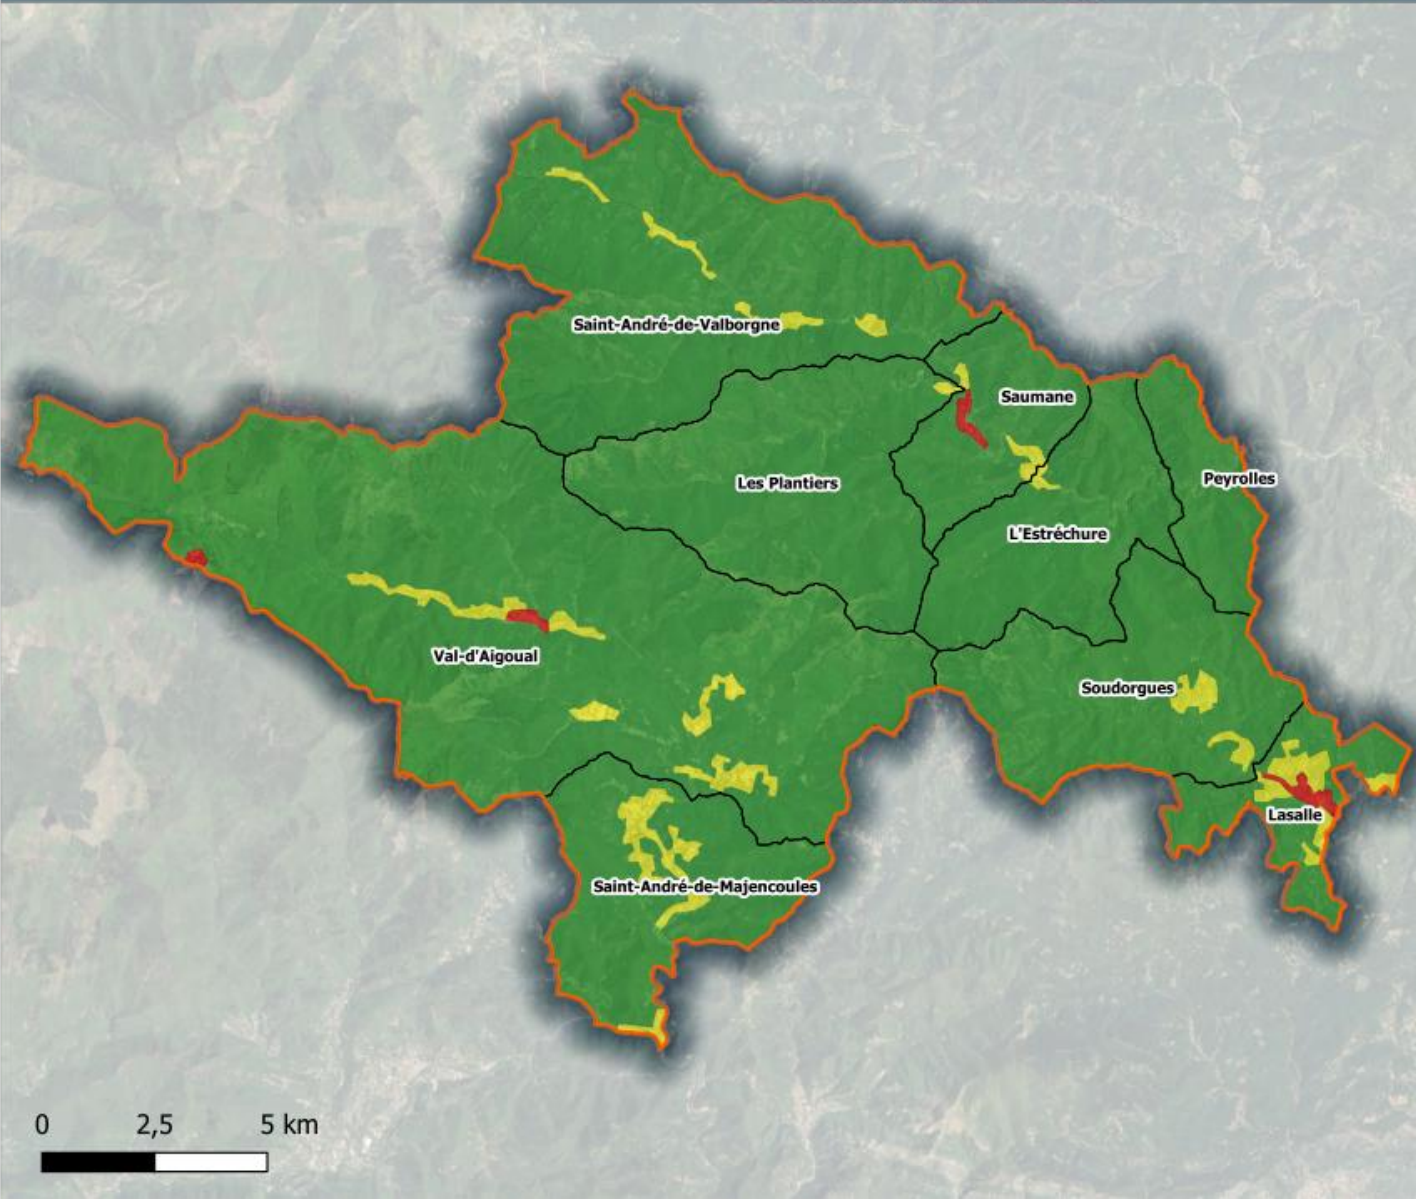 Saint-André-de-Valborgne
Saumane
Les Plantiers
Peyrolles
L'Estréchure
Val-d'Aigoual
Soudorgues
Lasalle
Saint-André-de-Majencoules
0 2,5 5 km